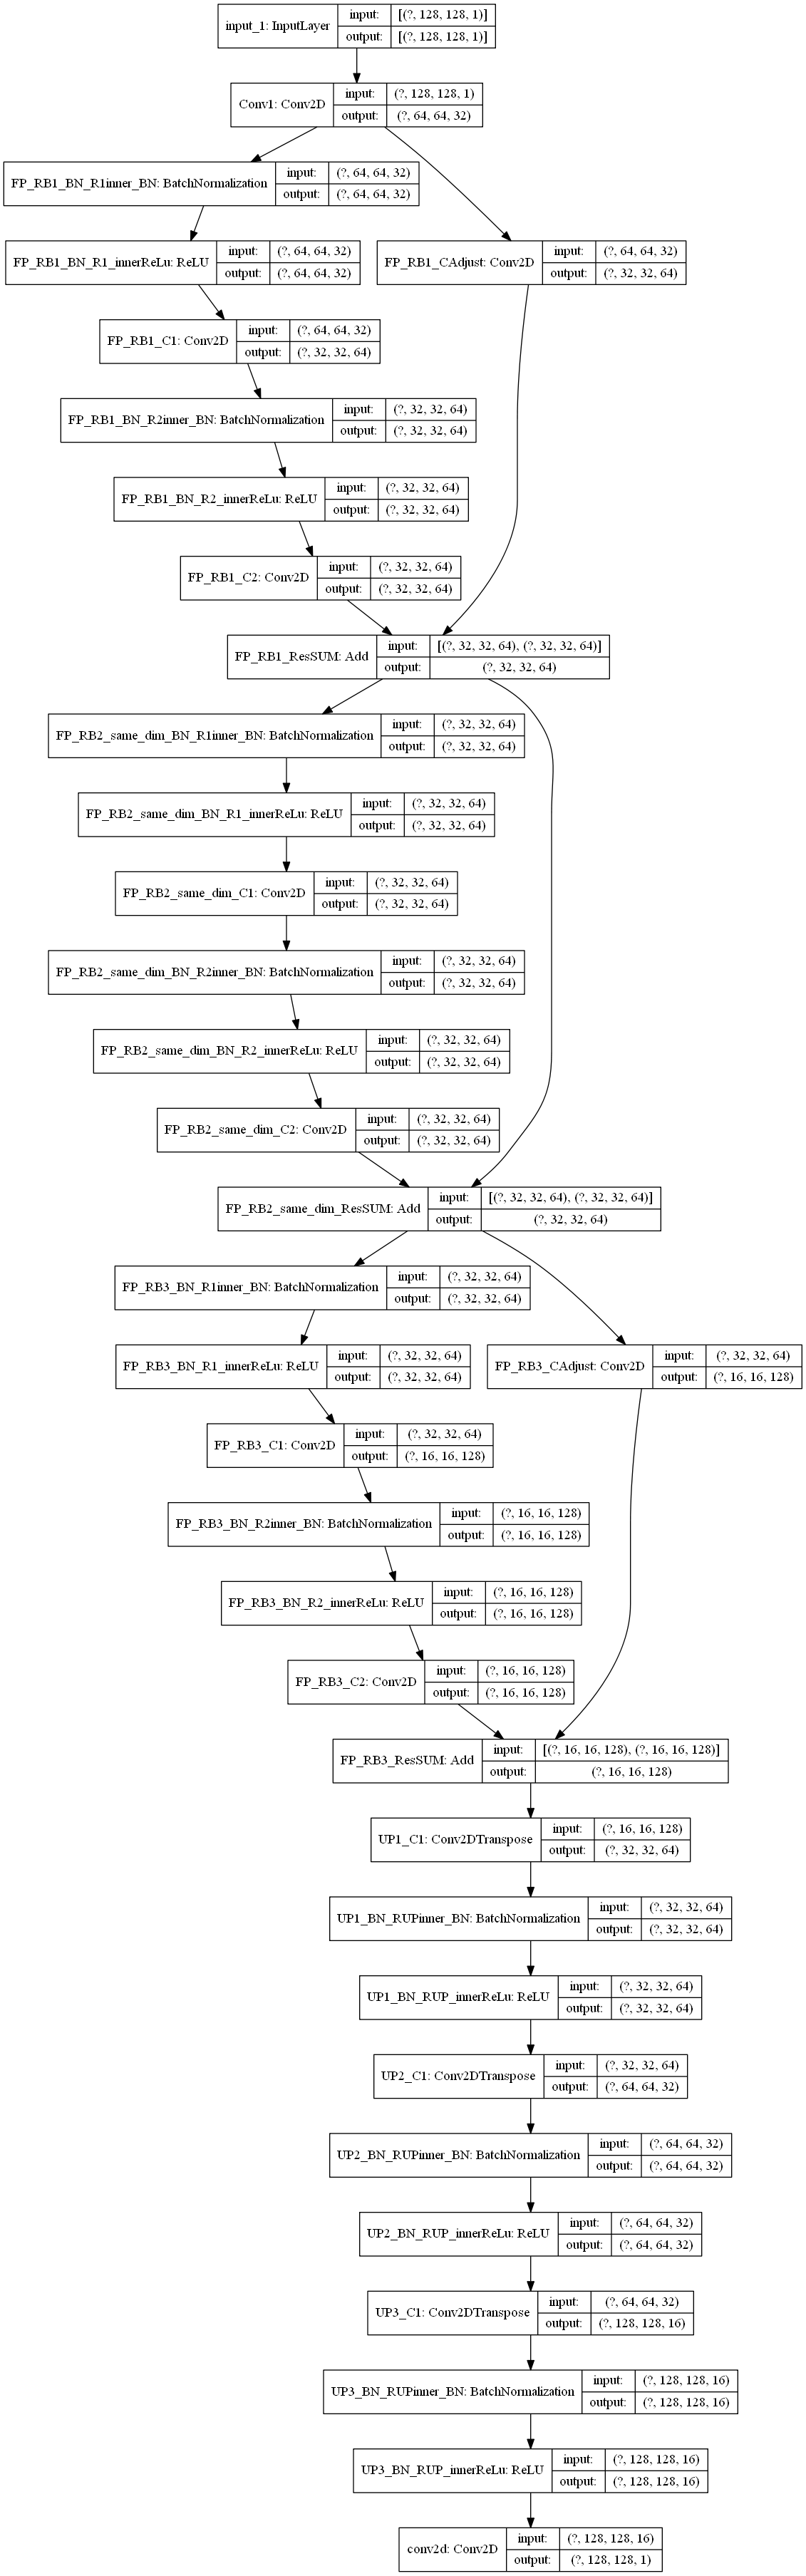 input_1: InputLayer
input: [(?, 128, 128, 1)]
output: [(?, 128, 128, 1)]
Conv1: Conv2D
input: (?, 128, 128, 1)
output: (?, 64, 64, 32)
FP_RB1_BN_R1inner_BN: BatchNormalization
input: (?, 64, 64, 32)
output: (?, 64, 64, 32)
FP_RB1_BN_R1_innerReLu: ReLU
input: (?, 64, 64, 32)
output: (?, 64, 64, 32)
FP_RB1_CAdjust: Conv2D
input: (?, 64, 64, 32)
output: (?, 32, 32, 64)
FP_RB1_C1: Conv2D
input: (?, 64, 64, 32)
output: (?, 32, 32, 64)
FP_RB1_BN_R2inner_BN: BatchNormalization
input: (?, 32, 32, 64)
output: (?, 32, 32, 64)
FP_RB1_BN_R2_innerReLu: ReLU
input: (?, 32, 32, 64)
output: (?, 32, 32, 64)
FP_RB1_C2: Conv2D
input: (?, 32, 32, 64)
output: (?, 32, 32, 64)
FP_RB1_ResSUM: Add
input: [(?, 32, 32, 64), (?, 32, 32, 64)]
output: (?, 32, 32, 64)
FP_RB2_same_dim_BN_R1inner_BN: BatchNormalization
input: (?, 32, 32, 64)
output: (?, 32, 32, 64)
FP_RB2_same_dim_BN_R1_innerReLu: ReLU
input: (?, 32, 32, 64)
output: (?, 32, 32, 64)
FP_RB2_same_dim_C1: Conv2D
input: (?, 32, 32, 64)
output: (?, 32, 32, 64)
FP_RB2_same_dim_BN_R2inner_BN: BatchNormalization
input: (?, 32, 32, 64)
output: (?, 32, 32, 64)
FP_RB2_same_dim_BN_R2_innerReLu: ReLU
input: (?, 32, 32, 64)
output: (?, 32, 32, 64)
FP_RB2_same_dim_C2: Conv2D
input: (?, 32, 32, 64)
output: (?, 32, 32, 64)
FP_RB2_same_dim_ResSUM: Add
input: [(?, 32, 32, 64), (?, 32, 32, 64)]
output: (?, 32, 32, 64)
FP_RB3_BN_R1inner_BN: BatchNormalization
input: (?, 32, 32, 64)
output: (?, 32, 32, 64)
FP_RB3_BN_R1_innerReLu: ReLU
input: (?, 32, 32, 64)
output: (?, 32, 32, 64)
FP_RB3_CAdjust: Conv2D
input: (?, 32, 32, 64)
output: (?, 16, 16, 128)
FP_RB3_C1: Conv2D
input: (?, 32, 32, 64)
output: (?, 16, 16, 128)
FP_RB3_BN_R2inner_BN: BatchNormalization
input: (?, 16, 16, 128)
output: (?, 16, 16, 128)
FP_RB3_BN_R2_innerReLu: ReLU
input: (?, 16, 16, 128)
output: (?, 16, 16, 128)
FP_RB3_C2: Conv2D
input: (?, 16, 16, 128)
output: (?, 16, 16, 128)
FP_RB3_ResSUM: Add
input: [(?, 16, 16, 128), (?, 16, 16, 128)]
output: (?, 16, 16, 128)
UP1_C1: Conv2DTranspose
input: (?, 16, 16, 128)
output: (?, 32, 32, 64)
UP1_BN_RUPinner_BN: BatchNormalization
input: (?, 32, 32, 64)
output: (?, 32, 32, 64)
UP1_BN_RUP_innerReLu: ReLU
input: (?, 32, 32, 64)
output: (?, 32, 32, 64)
UP2_C1: Conv2DTranspose
input: (?, 32, 32, 64)
output: (?, 64, 64, 32)
UP2_BN_RUPinner_BN: BatchNormalization
input: (?, 64, 64, 32)
output: (?, 64, 64, 32)
UP2_BN_RUP_innerReLu: ReLU
input: (?, 64, 64, 32)
output: (?, 64, 64, 32)
UP3_C1: Conv2DTranspose
input: (?, 64, 64, 32)
output: (?, 128, 128, 16)
UP3_BN_RUPinner_BN: BatchNormalization
input: (?, 128, 128, 16)
output: (?, 128, 128, 16)
UP3_BN_RUP_innerReLu: ReLU
input: (?, 128, 128, 16)
output: (?, 128, 128, 16)
conv2d: Conv2D
input: (?, 128, 128, 16)
output: (?, 128, 128, 1)